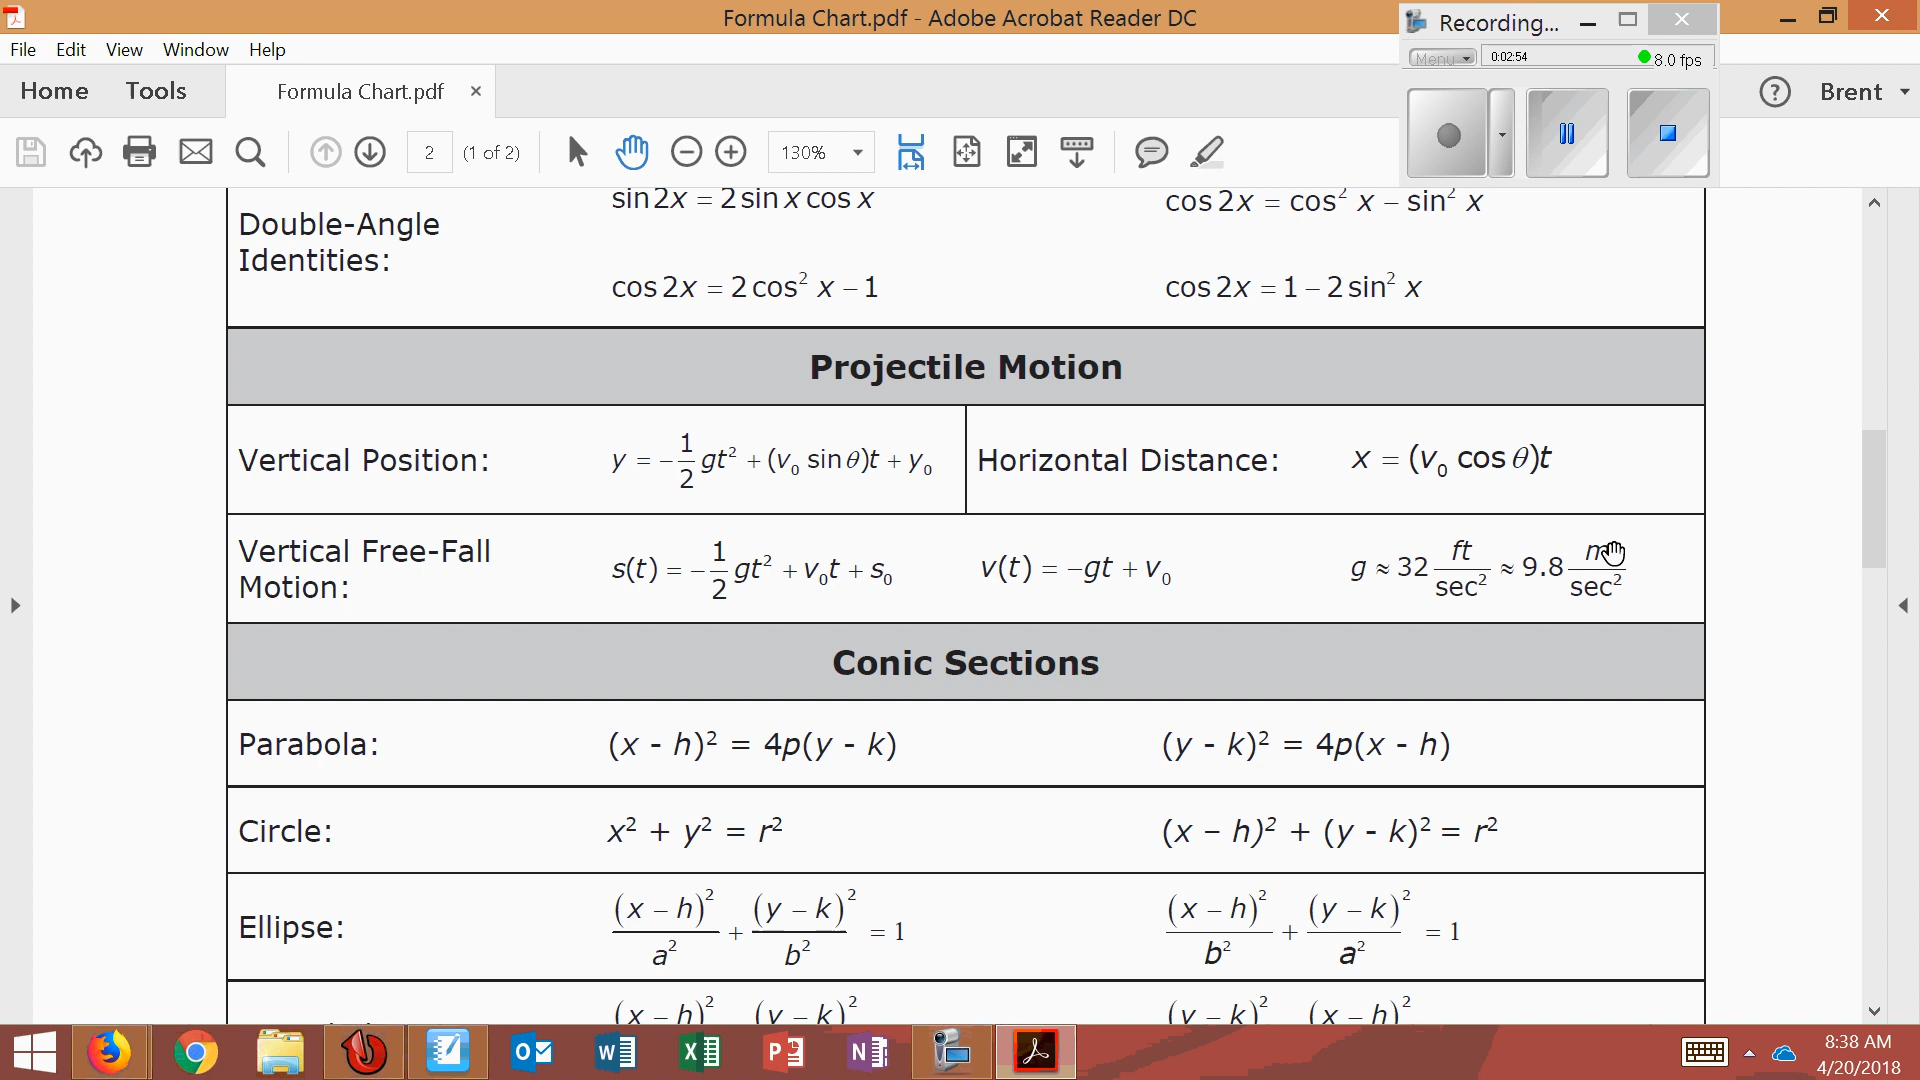 Formula Chart.pdf - Adobe Acrobat Reader DC
Recording...
File Edit View Window Help
Menu 0:02:54 8.0 fps
Home Tools Formula Chart.pdf × ? Brent
2 (1 of 2) 130%
Double-Angle Identities:
sin 2x = 2 sin x cos x cos 2x = cos² x − sin² x
cos 2x = 2 cos² x − 1 cos 2x = 1 − 2 sin² x
Projectile Motion
Vertical Position: y = −1/2 gt² + (v₀ sin θ)t + y₀ Horizontal Distance: x = (v₀ cos θ)t
Vertical Free-Fall Motion: s(t) = −1/2 gt² + v₀t + s₀ v(t) = −gt + v₀ g ≈ 32 ft/sec² ≈ 9.8 m/sec²
Conic Sections
Parabola: (x - h)² = 4p(y - k) (y - k)² = 4p(x - h)
Circle: x² + y² = r² (x − h)² + (y - k)² = r²
Ellipse: (x − h)²/a² + (y − k)²/b² = 1 (x − h)²/b² + (y − k)²/a² = 1
(x − h)² (y − k)² (y − k)² (x − h)²
8:38 AM
4/20/2018